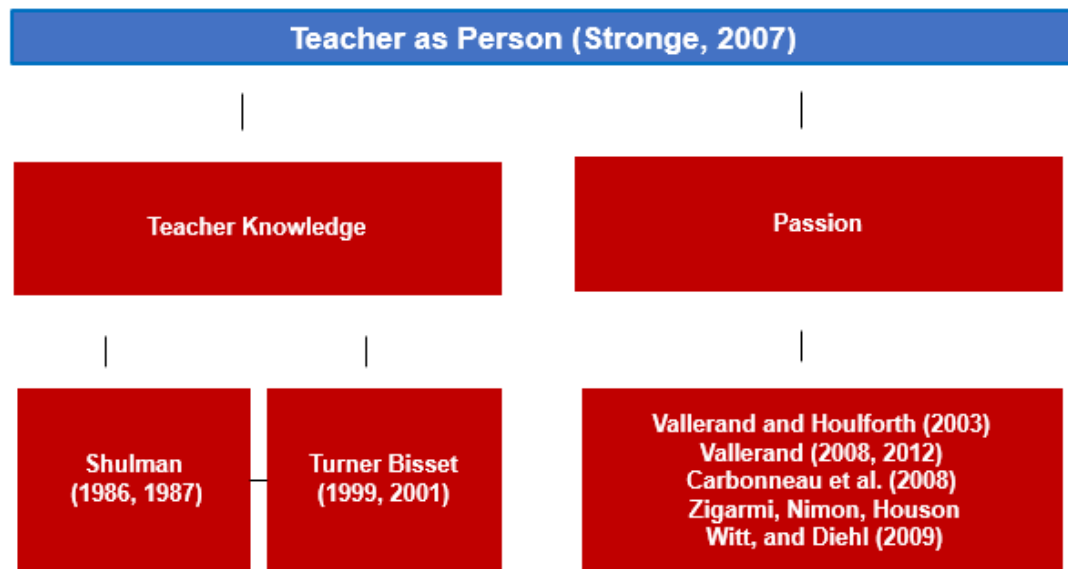 Teacher as Person (Stronge, 2007)
Teacher Knowledge
Passion
Shulman
(1986, 1987)
Turner Bisset
(1999, 2001)
Vallerand and Houlforth (2003)
Vallerand (2008, 2012)
Carbonneau et al. (2008)
Zigarmi, Nimon, Houson
Witt, and Diehl (2009)